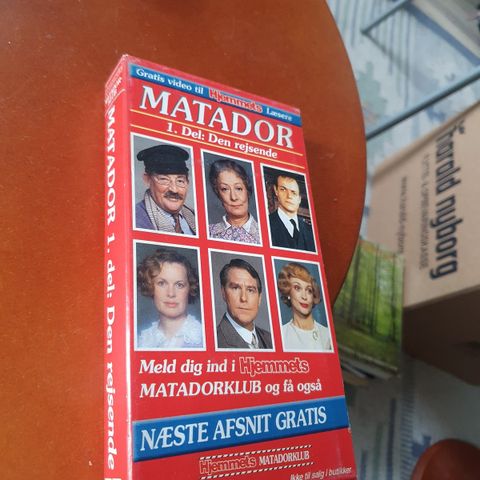 Gratis video til Hjemmets Læsere
MATADOR
1. Del: Den rejsende
Meld dig ind i Hjemmets
MATADORKLUB og få også
NÆSTE AFSNIT GRATIS
Hjemmets MATADORKLUB
Ikke til salg i butikker
MATADOR 1. del: Den rejsende
harald nyborg